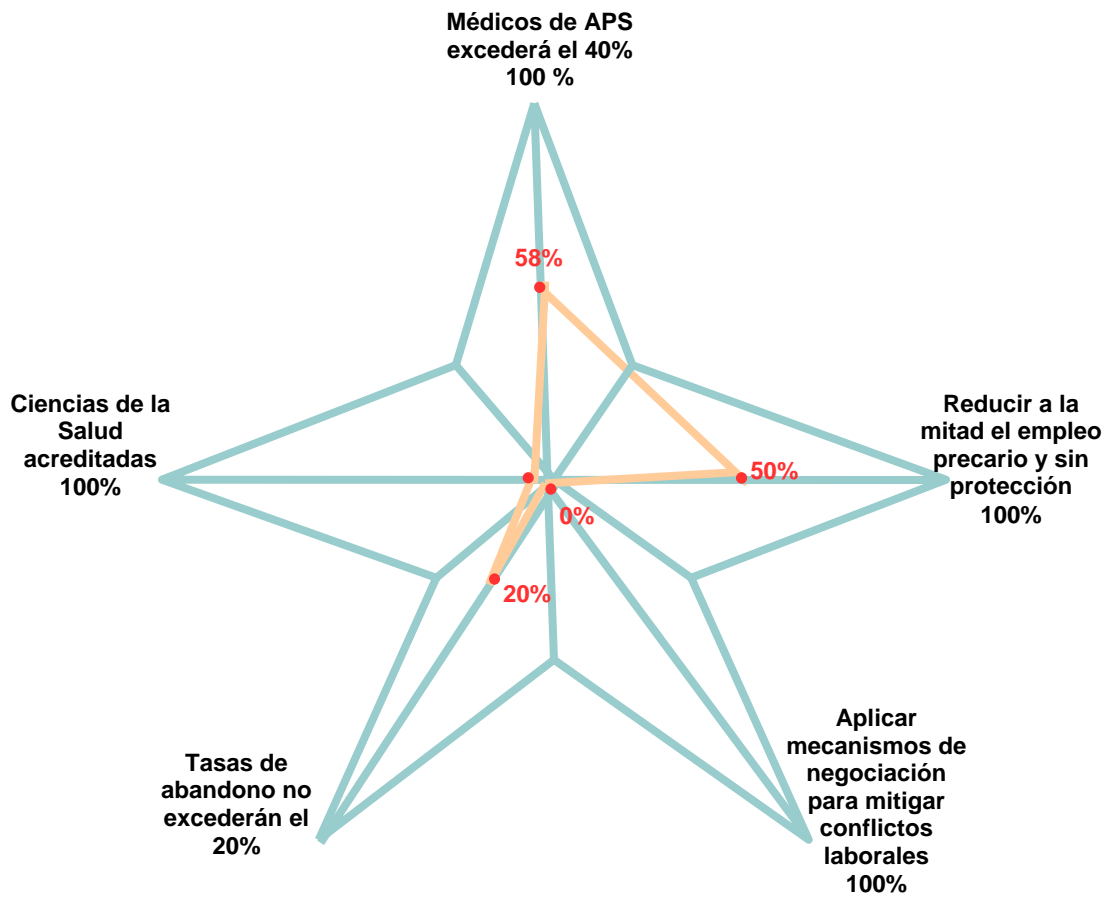 Médicos de APS
excederá el 40%
100 %
58%
Ciencias de la
Salud
acreditadas
100%
Reducir a la
mitad el empleo
precario y sin
protección
100%
50%
0%
20%
Tasas de
abandono no
excederán el
20%
Aplicar
mecanismos de
negociación
para mitigar
conflictos
laborales
100%